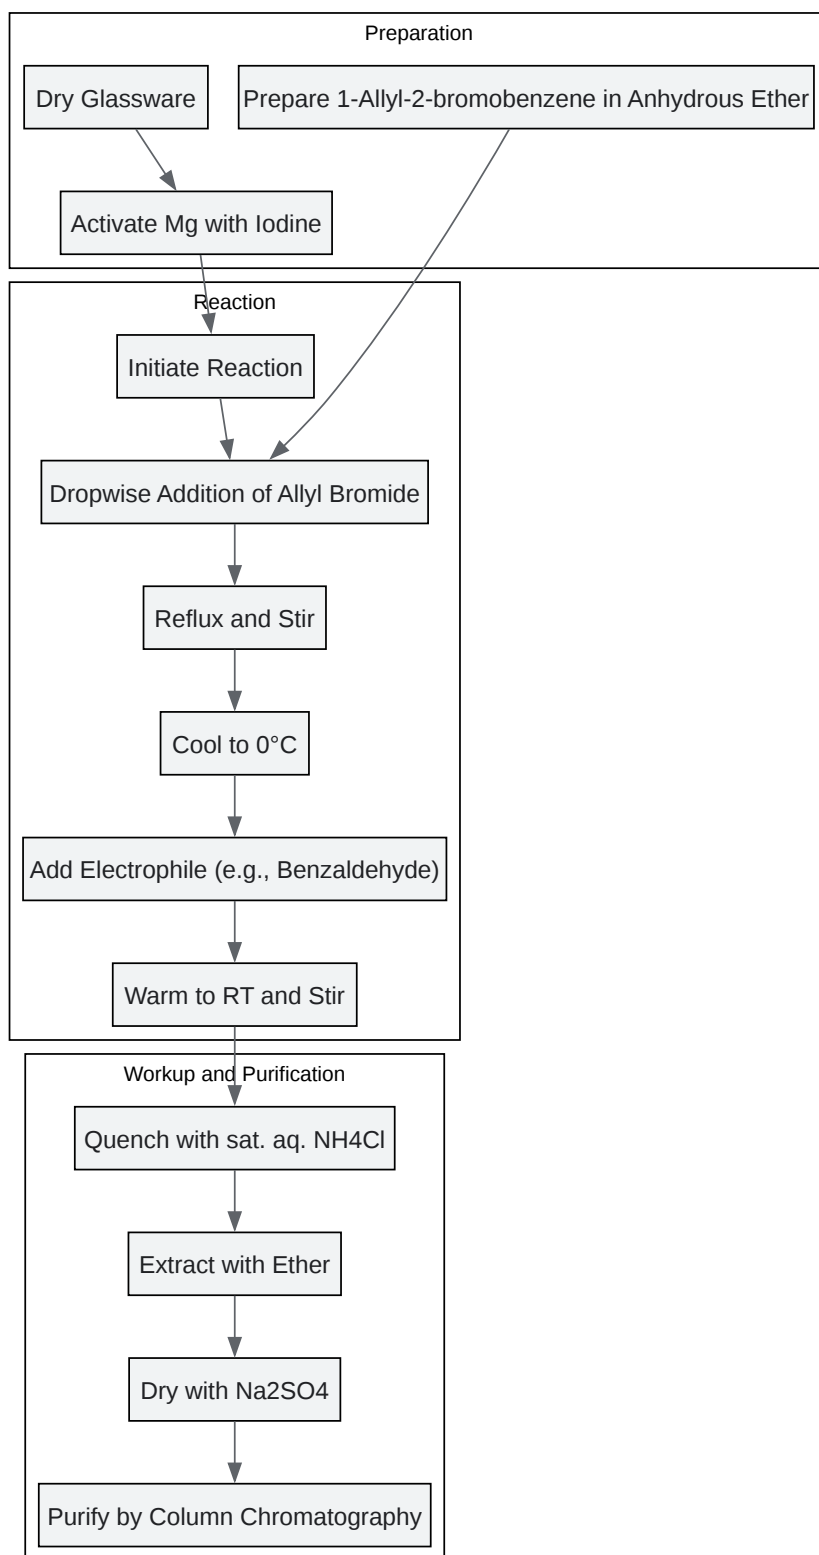 Preparation
Dry Glassware
Prepare 1-Allyl-2-bromobenzene in Anhydrous Ether
Activate Mg with Iodine
Reaction
Initiate Reaction
Dropwise Addition of Allyl Bromide
Reflux and Stir
Cool to 0°C
Add Electrophile (e.g., Benzaldehyde)
Warm to RT and Stir
Workup and Purification
Quench with sat. aq. NH4Cl
Extract with Ether
Dry with Na2SO4
Purify by Column Chromatography